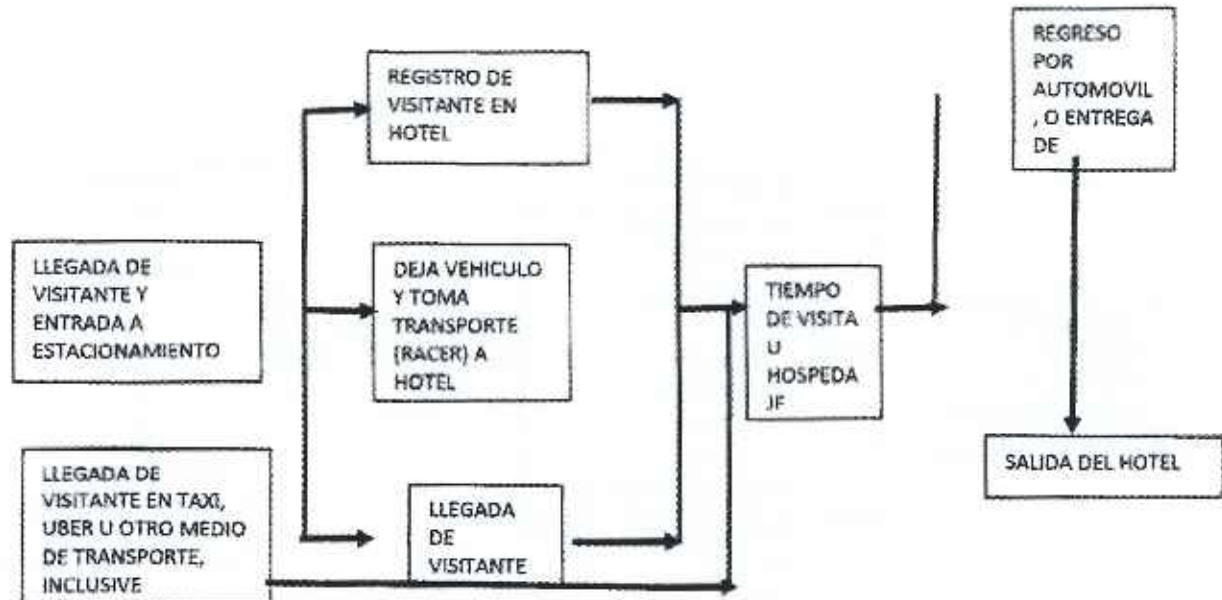 REGRESO
POR
AUTOMOVIL
, O ENTREGA
DE
REGISTRO DE
VISITANTE EN
HOTEL
LLEGADA DE
VISITANTE Y
ENTRADA A
ESTACIONAMIENTO
DEJA VEHICULO
Y TOMA
TRANSPORTE
(RACER) A
HOTEL
TIEMPO
DE VISITA
U
HOSPEDA
JF
LLEGADA DE
VISITANTE EN TAXI,
UBER U OTRO MEDIO
DE TRANSPORTE,
INCLUSIVE
LLEGADA
DE
VISITANTE
SALIDA DEL HOTEL